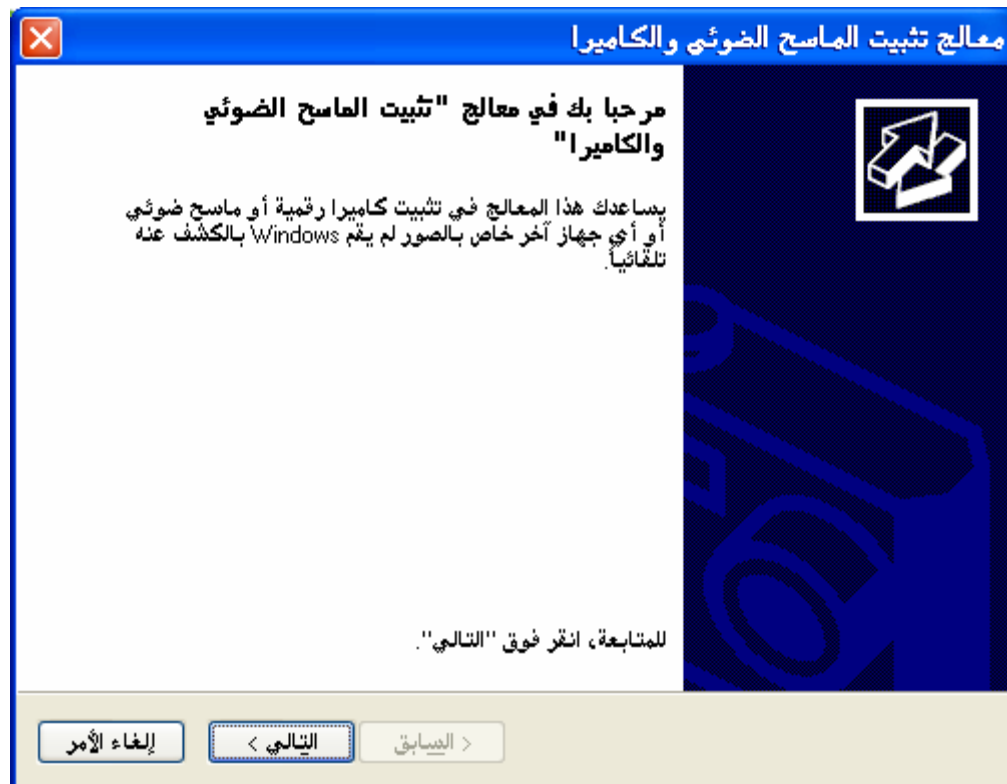 معالج تثبيت الماسح الضوئي والكاميرا
مرحبا بك في معالج "تثبيت الماسح الضوئي
والكاميرا"
يساعدك هذا المعالج في تثبيت كاميرا رقمية أو ماسح ضوئي
أو أي جهاز آخر خاص بالصور لم يقم Windows بالكشف عنه
تلقائياً.
للمتابعة، انقر فوق "التالي".
< السابق
التالي >
إلغاء الأمر